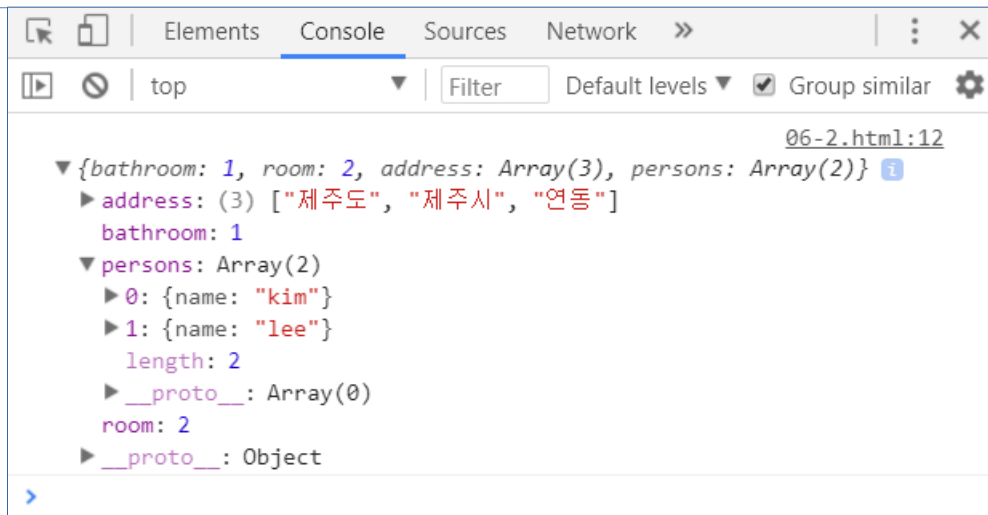 Elements Console Sources Network »
top Filter Default levels Group similar
06-2.html:12
{bathroom: 1, room: 2, address: Array(3), persons: Array(2)} i
address: (3) ["제주도", "제주시", "연동"]
bathroom: 1
persons: Array(2)
0: {name: "kim"}
1: {name: "lee"}
length: 2
__proto__: Array(0)
room: 2
__proto__: Object